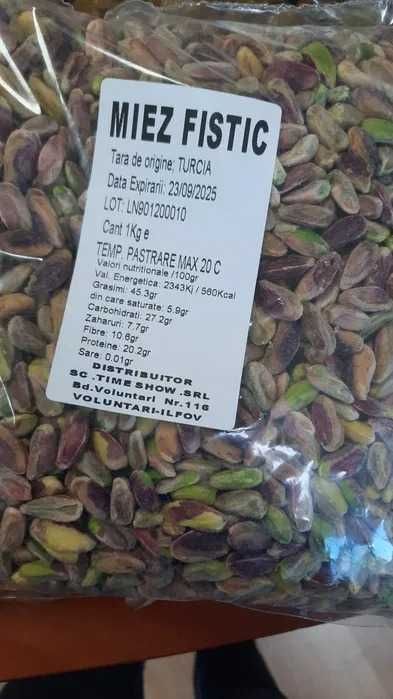 MIEZ FISTIC
Tara de origine: TURCIA
Data Expirarii: 23/09/2025
LOT: LN901200010
Cant 1Kg e
TEMP. PASTRARE MAX 20 C
Valori nutritionale /100gr
Val. Energetica: 2343Kj / 560Kcal
Grasimi: 45.3gr
din care saturate: 5.9gr
Carbohidrati: 27.2gr
Zaharuri: 7.7gr
Fibre: 10.6gr
Proteine: 20.2gr
Sare: 0.01gr
DISTRIBUITOR
SC .TIME SHOW .SRL
Bd.Voluntari Nr.116
VOLUNTARI-ILFOV